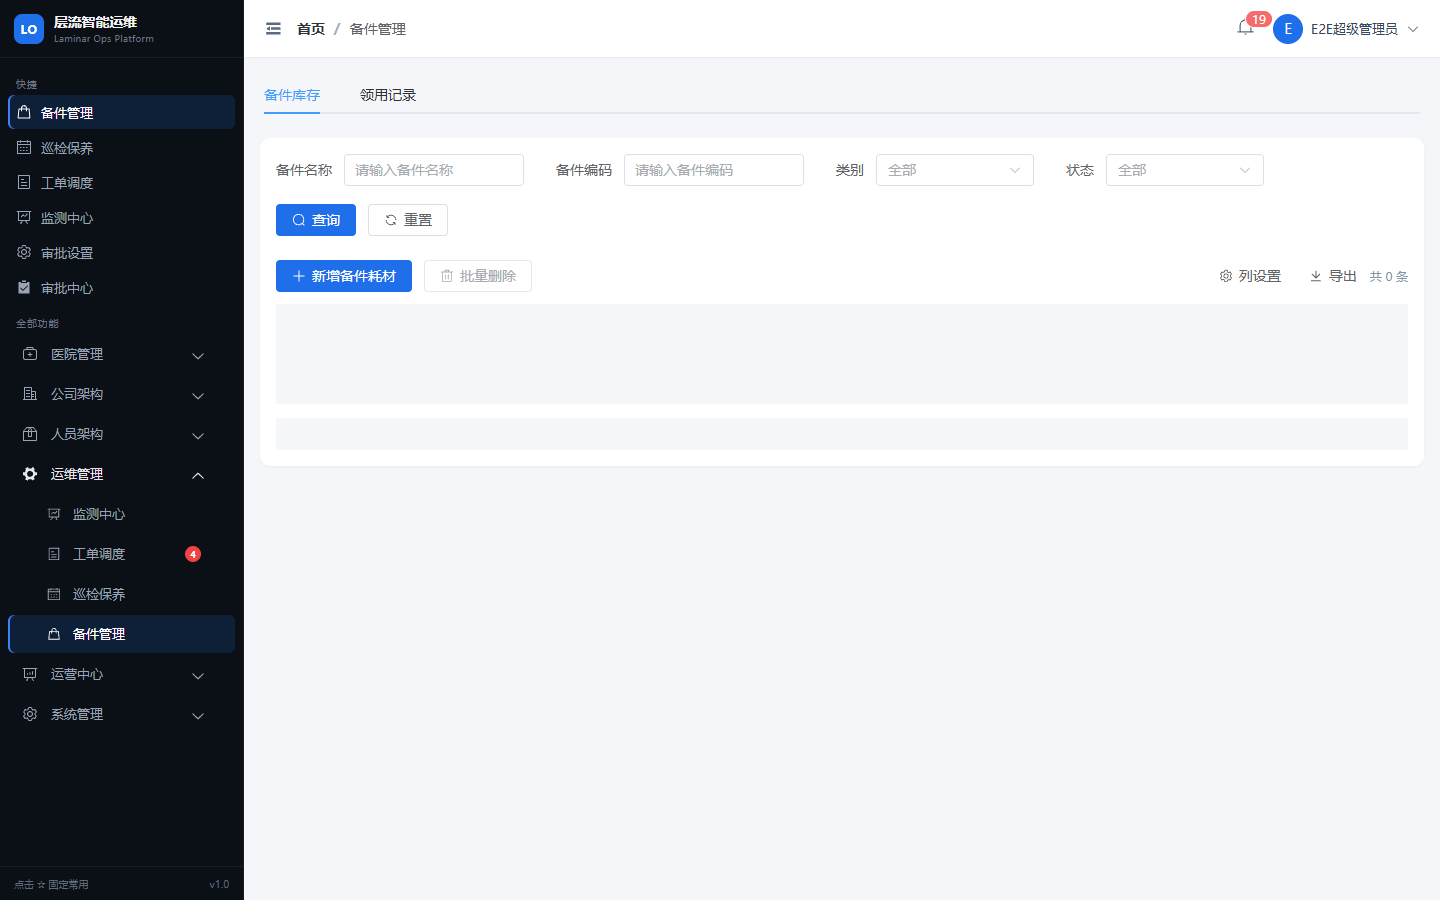 LO
层流智能运维
Laminar Ops Platform
快捷
备件管理
巡检保养
工单调度
监测中心
审批设置
审批中心
全部功能
医院管理
公司架构
人员架构
运维管理
监测中心
工单调度
4
巡检保养
备件管理
运营中心
系统管理
点击 ☆ 固定常用
v1.0
首页 / 备件管理
19
E
E2E超级管理员
备件库存
领用记录
备件名称
请输入备件名称
备件编码
请输入备件编码
类别
全部
状态
全部
查询
重置
新增备件耗材
批量删除
列设置
导出
共 0 条